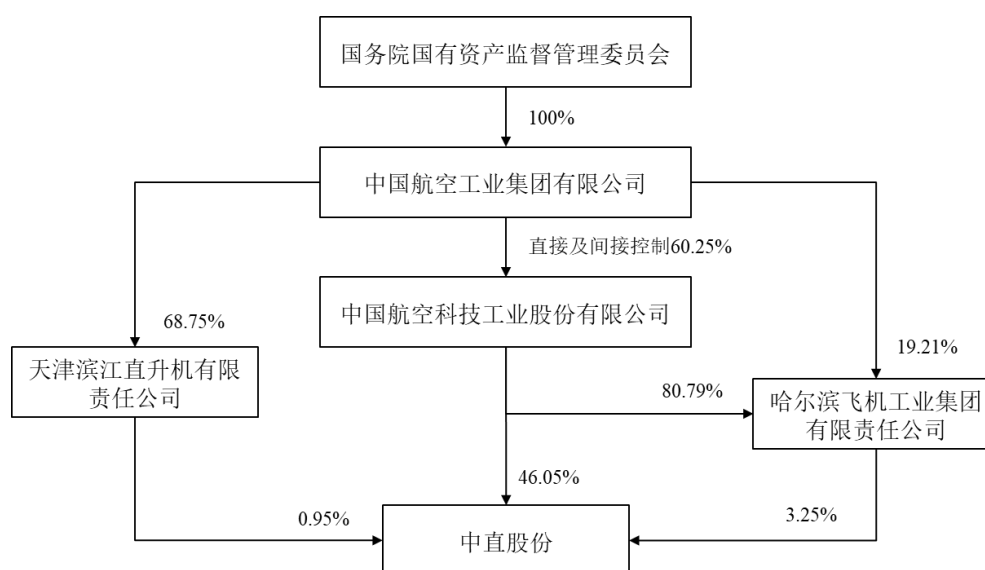 国务院国有资产监督管理委员会
100%
中国航空工业集团有限公司
直接及间接控制60.25%
中国航空科技工业股份有限公司
68.75%
19.21%
天津滨江直升机有限
责任公司
80.79%
哈尔滨飞机工业集团
有限责任公司
46.05%
0.95%
3.25%
中直股份